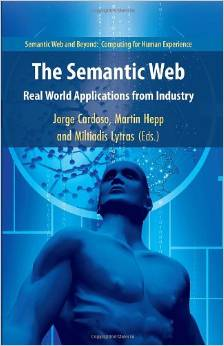 Semantic Web and Beyond: Computing for Human Experience
The Semantic Web
Real World Applications from Industry
Jorge Cardoso, Martin Hepp
and Miltiadis Lytras (Eds.)